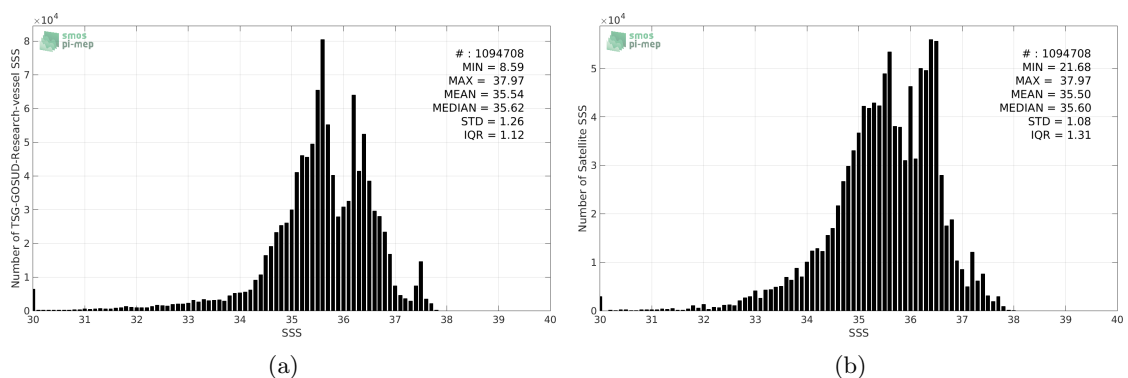 ×10⁴
smos
pi-mep
# : 1094708
MIN = 8.59
MAX = 37.97
MEAN = 35.54
MEDIAN = 35.62
STD = 1.26
IQR = 1.12
Number of TSG-GOSUD-Research-vessel SSS
8
7
6
5
4
3
2
1
0
30 31 32 33 34 35 36 37 38 39 40
SSS
(a)
×10⁴
smos
pi-mep
# : 1094708
MIN = 21.68
MAX = 37.97
MEAN = 35.50
MEDIAN = 35.60
STD = 1.08
IQR = 1.31
Number of Satellite SSS
5
4
3
2
1
0
30 31 32 33 34 35 36 37 38 39 40
SSS
(b)